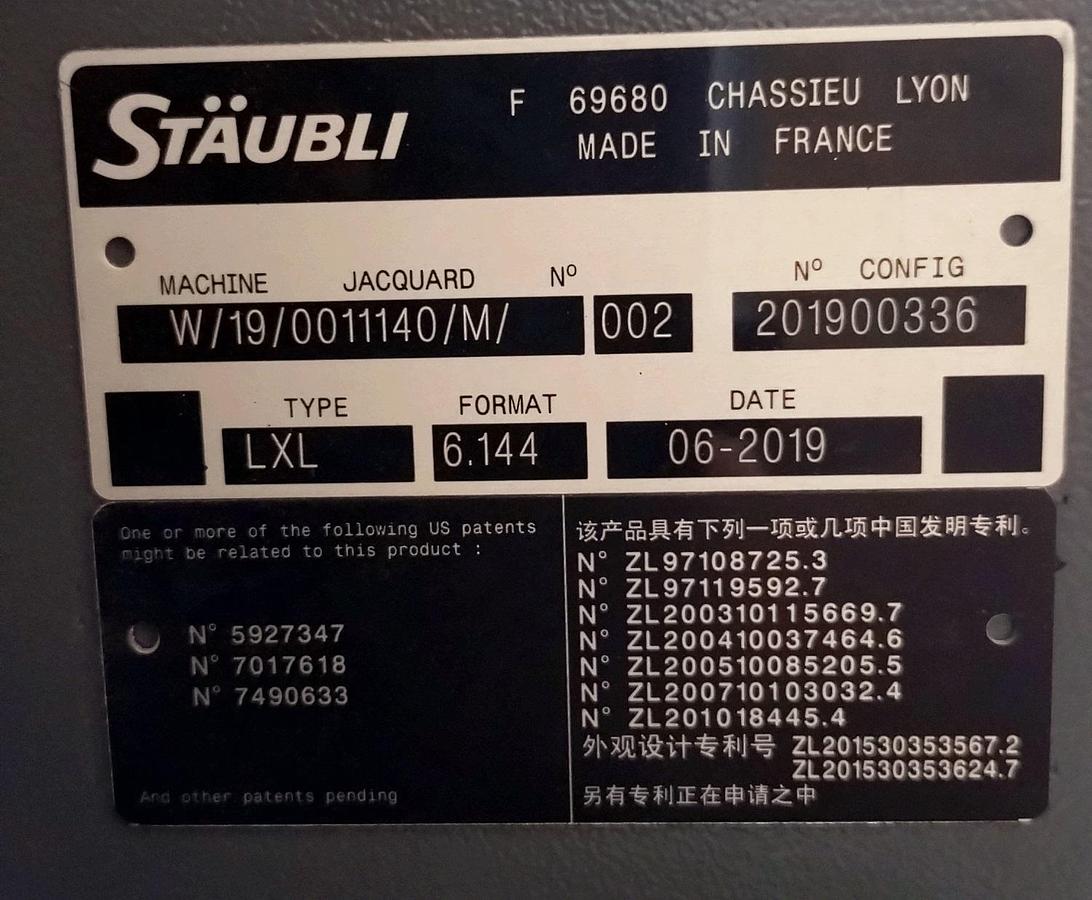 STÄUBLI
F 69680 CHASSIEU LYON
MADE IN FRANCE
MACHINE JACQUARD Nº
Nº CONFIG
W/19/0011140/M/ 002 201900336
TYPE FORMAT DATE
LXL 6.144 06-2019
One or more of the following US patents
might be related to this product :
N° 5927347
N° 7017618
N° 7490633
And other patents pending
该产品具有下列一项或几项中国发明专利。
N° ZL97108725.3
N° ZL97119592.7
N° ZL200310115669.7
N° ZL200410037464.6
N° ZL200510085205.5
N° ZL200710103032.4
N° ZL201018445.4
外观设计专利号 ZL201530353567.2
ZL201530353624.7
另有专利正在申请之中